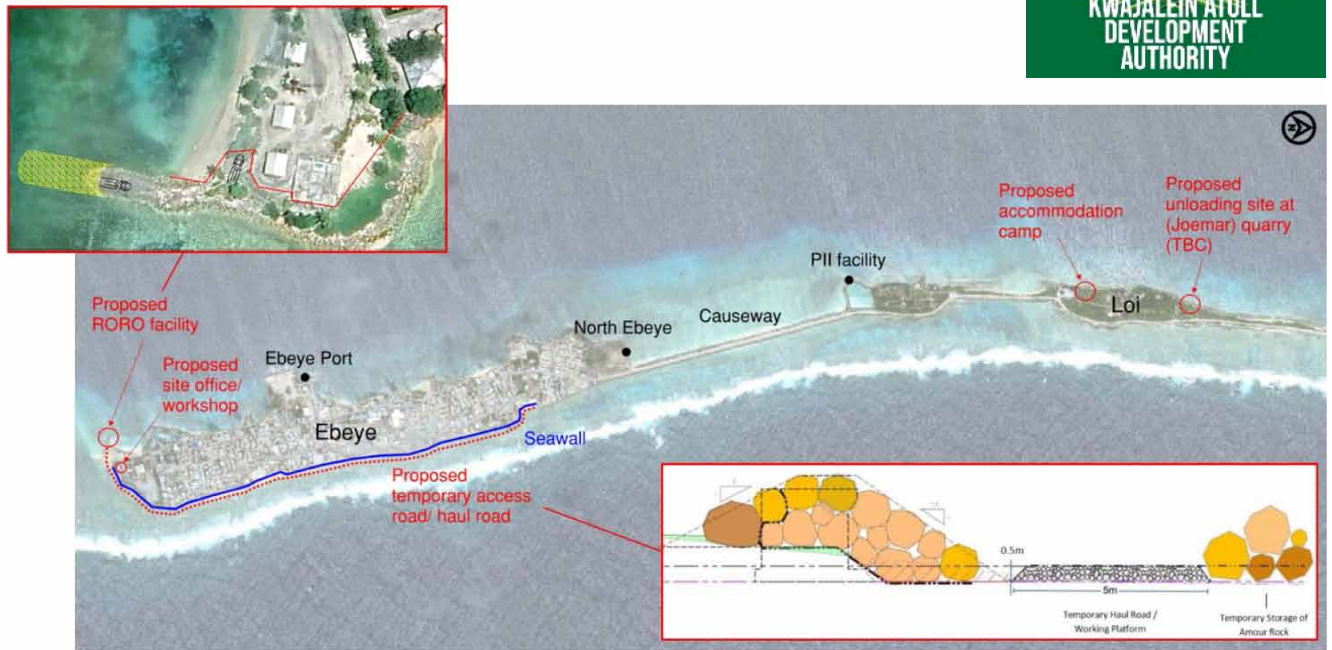 KWAJALEIN ATOLL
DEVELOPMENT
AUTHORITY
Proposed
accommodation
camp
Proposed
unloading site at
(Joemar) quarry
(TBC)
PII facility
Loi
Proposed
RORO facility
North Ebeye
Causeway
Ebeye Port
Proposed
site office/
workshop
Ebeye
Seawall
Proposed
temporary access
road/ haul road
0.5m
5m
Temporary Haul Road /
Working Platform
Temporary Storage of
Amour Rock